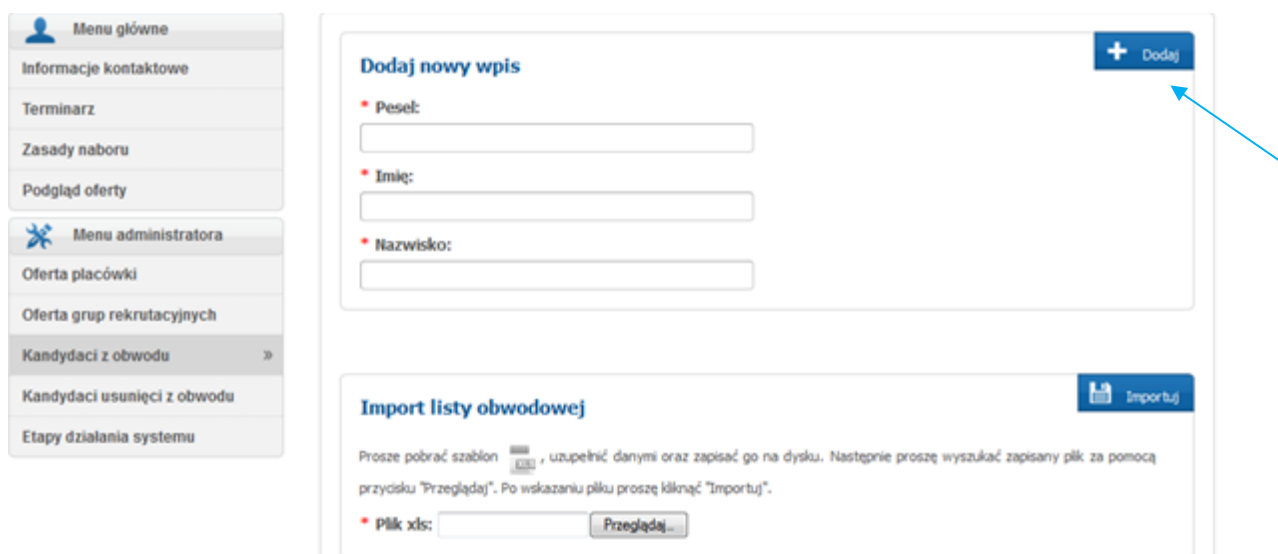 Menu główne
Informacje kontaktowe
Terminarz
Zasady naboru
Podgląd oferty
Menu administratora
Oferta placówki
Oferta grup rekrutacyjnych
Kandydaci z obwodu »
Kandydaci usunięci z obwodu
Etapy działania systemu
Dodaj nowy wpis
Dodaj
* Pesel:
* Imię:
* Nazwisko:
Import listy obwodowej
Importuj
Prosze pobrać szablon , uzupełnić danymi oraz zapisać go na dysku. Następnie proszę wyszukać zapisany plik za pomocą
przycisku "Przeglądaj". Po wskazaniu pliku proszę kliknąć "Importuj".
* Plik xls: Przeglądaj...